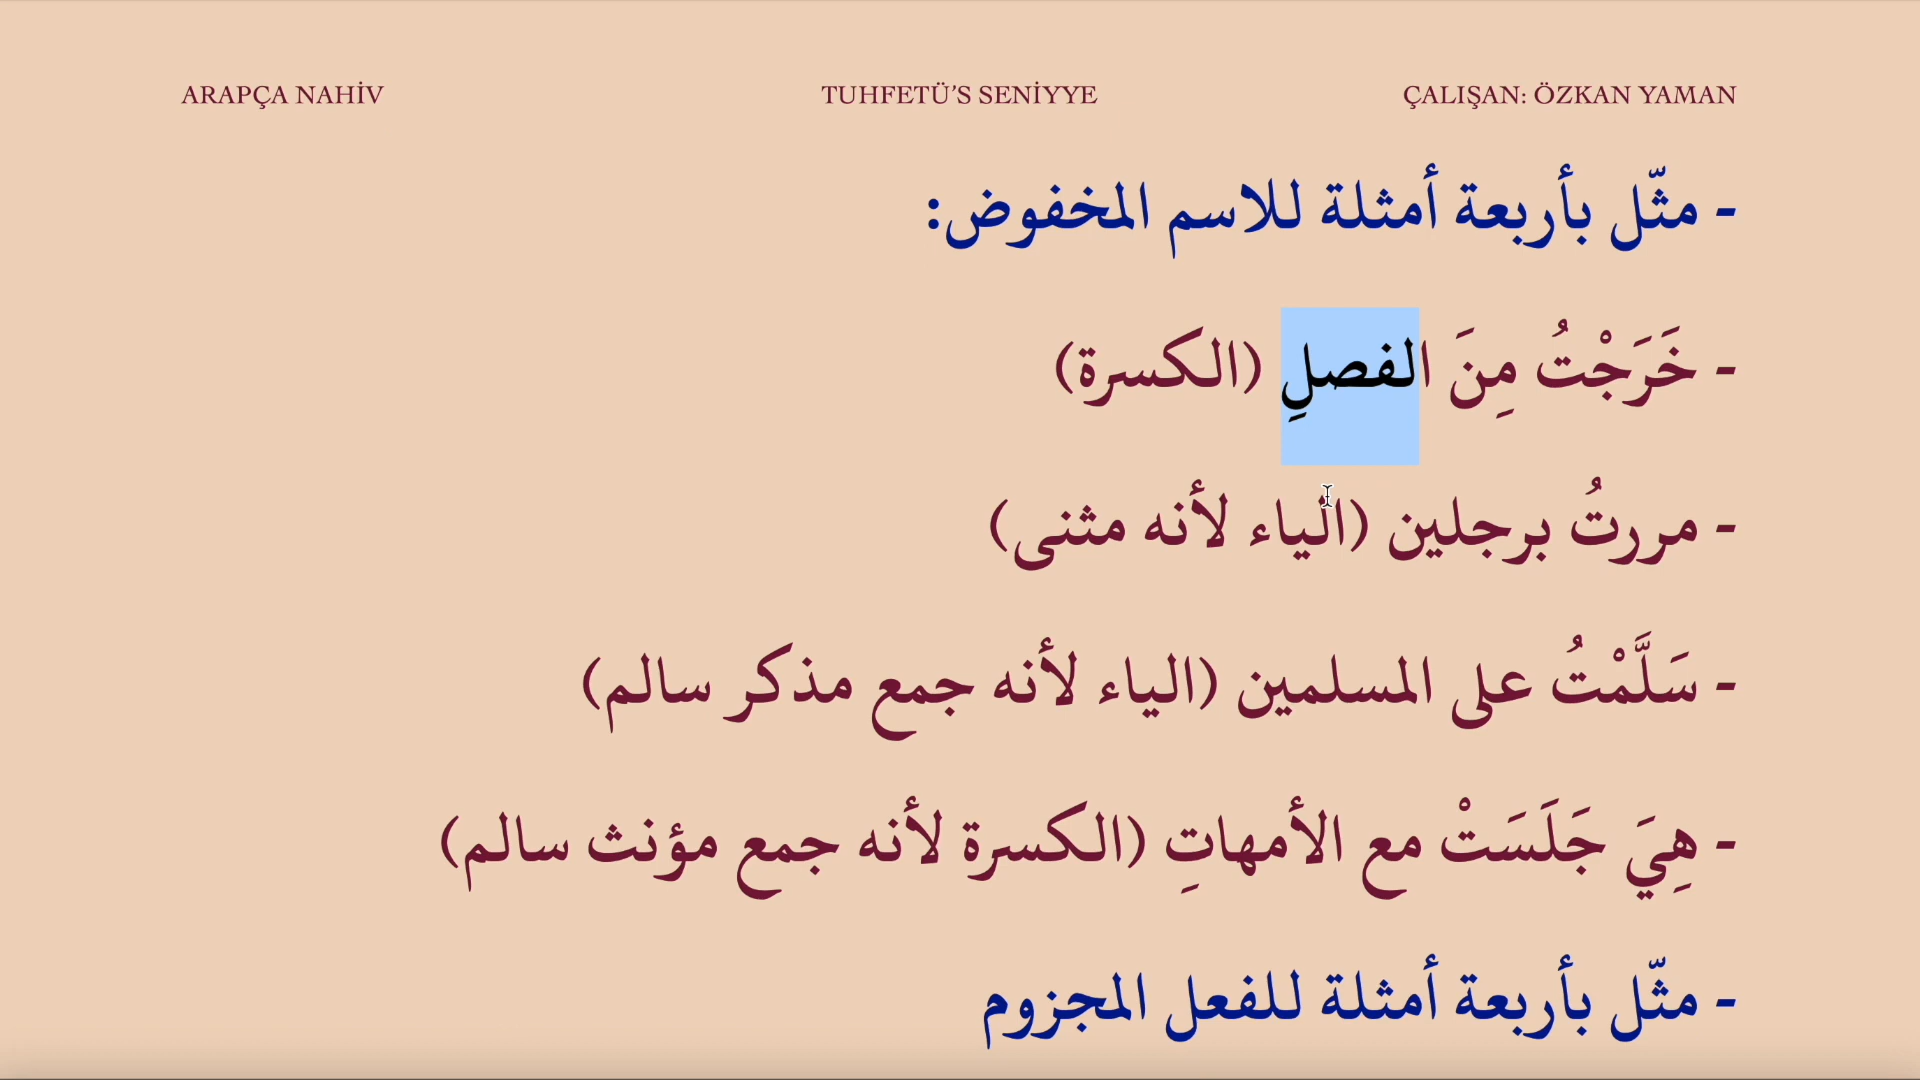 ARAPÇA NAHİV TUHFETÜ’S SENİYYE ÇALIŞAN: ÖZKAN YAMAN
- مثّل بأربعة أمثلة للاسم المخفوض:
- خَرَجْتُ مِنَ الفصلِ (الكسرة)
- مررتُ برجلين (الياء لأنه مثنى)
- سَلَّمْتُ على المسلمين (الياء لأنه جمع مذكر سالم)
- هِيَ جَلَسَتْ مع الأمهاتِ (الكسرة لأنه جمع مؤنث سالم)
- مثّل بأربعة أمثلة للفعل المجزوم